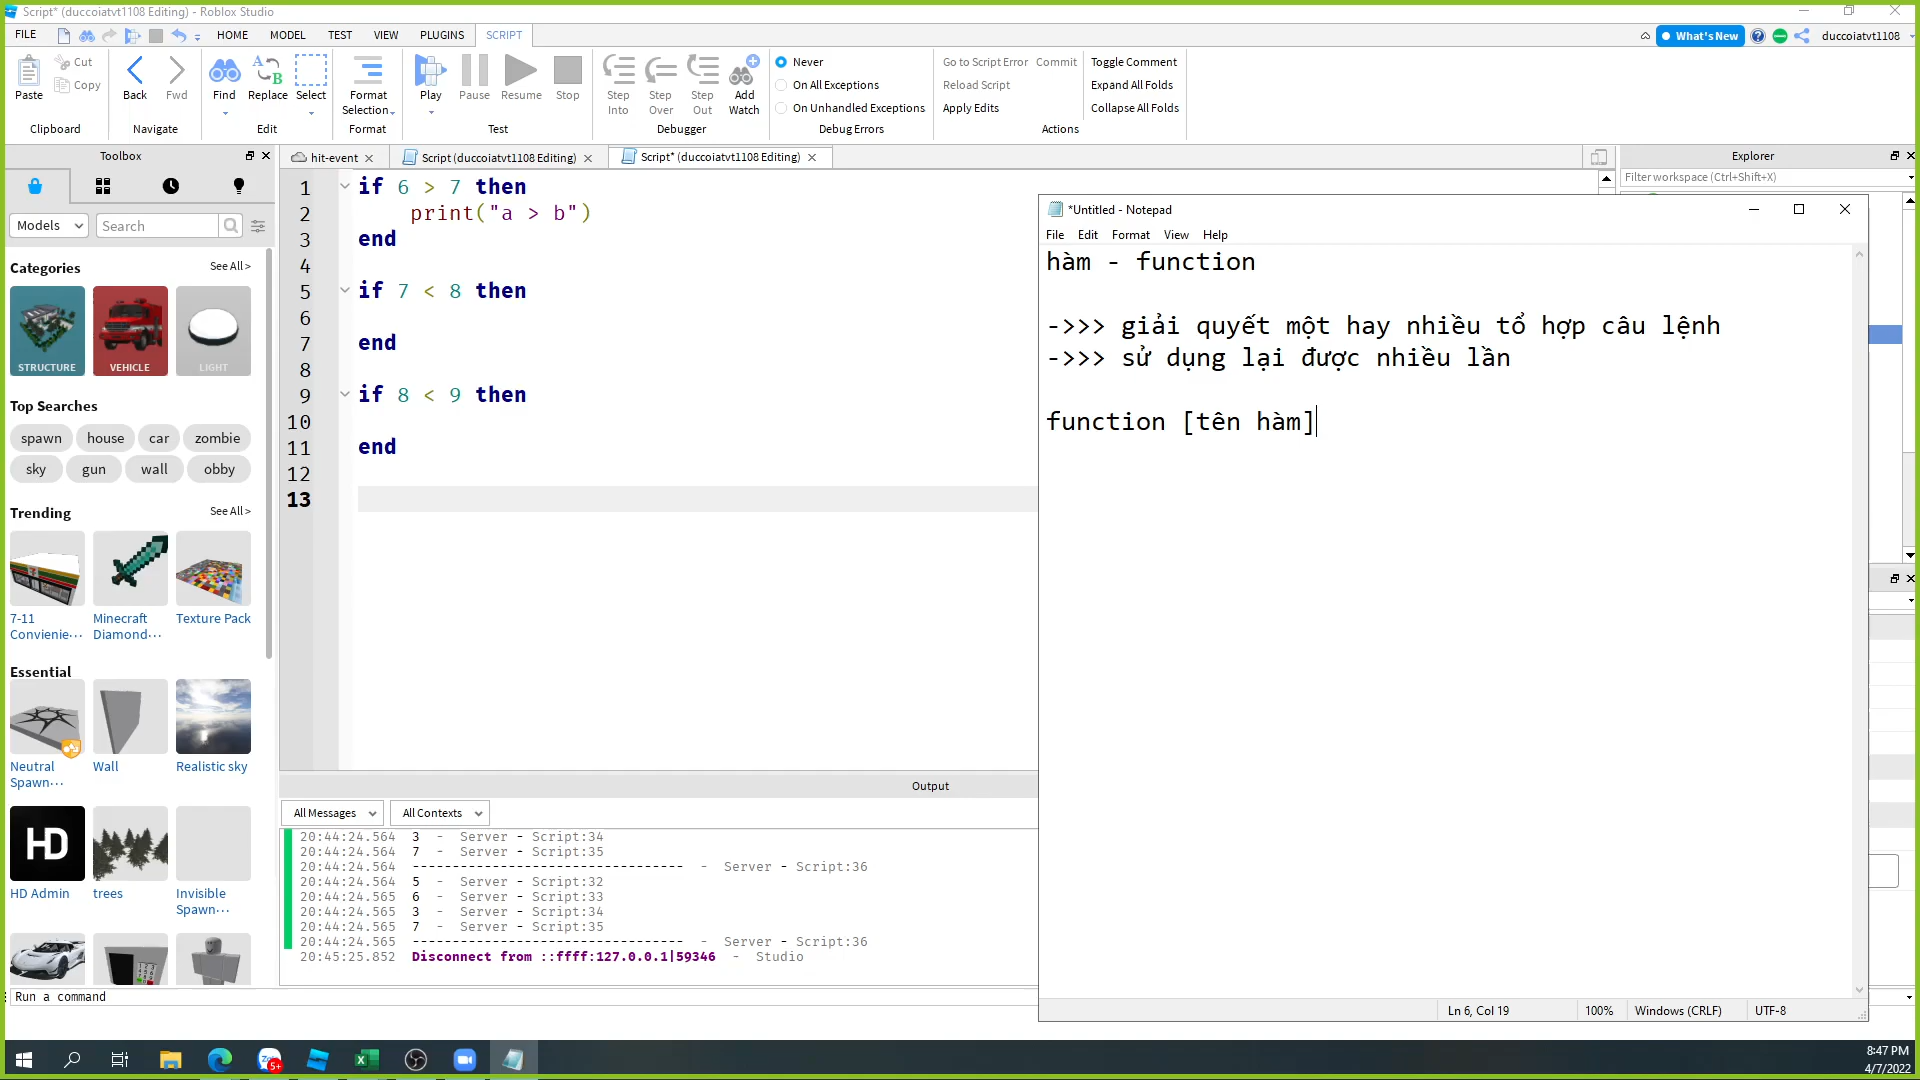 Script* (duccoiatvt1108 Editing) - Roblox Studio
FILE HOME MODEL TEST VIEW PLUGINS SCRIPT
What's New duccoiatvt1108
Paste Cut Copy Clipboard
Back Fwd Navigate
Find Replace Select Edit
Format Selection Format
Play Pause Resume Stop Test
Step Into Step Over Step Out Add Watch Debugger
Never
On All Exceptions
On Unhandled Exceptions
Debug Errors
Go to Script Error Commit Toggle Comment
Reload Script Expand All Folds
Apply Edits Collapse All Folds
Actions
Toolbox
Models Search
Categories See All >
STRUCTURE VEHICLE LIGHT
Top Searches
spawn house car zombie
sky gun wall obby
Trending See All >
7-11 Convienie... Minecraft Diamond... Texture Pack
Essential
Neutral Spawn... Wall Realistic sky
HD
HD Admin trees Invisible Spawn...
hit-event Script (duccoiatvt1108 Editing) Script* (duccoiatvt1108 Editing)
1 if 6 > 7 then
2 print("a > b")
3 end
4
5 if 7 < 8 then
6
7 end
8
9 if 8 < 9 then
10
11 end
12
13
Output
All Messages All Contexts
20:44:24.564 3 - Server - Script:34
20:44:24.564 7 - Server - Script:35
20:44:24.564 ---------------------------------- - Server - Script:36
20:44:24.564 5 - Server - Script:32
20:44:24.565 6 - Server - Script:33
20:44:24.565 3 - Server - Script:34
20:44:24.565 7 - Server - Script:35
20:44:24.565 ---------------------------------- - Server - Script:36
20:45:25.852 Disconnect from ::ffff:127.0.0.1|59346 - Studio
Run a command
Explorer
Filter workspace (Ctrl+Shift+X)
*Untitled - Notepad
File Edit Format View Help
hàm - function
->>> giải quyết một hay nhiều tổ hợp câu lệnh
->>> sử dụng lại được nhiều lần
function [tên hàm]
Ln 6, Col 19 100% Windows (CRLF) UTF-8
5+
8:47 PM
4/7/2022